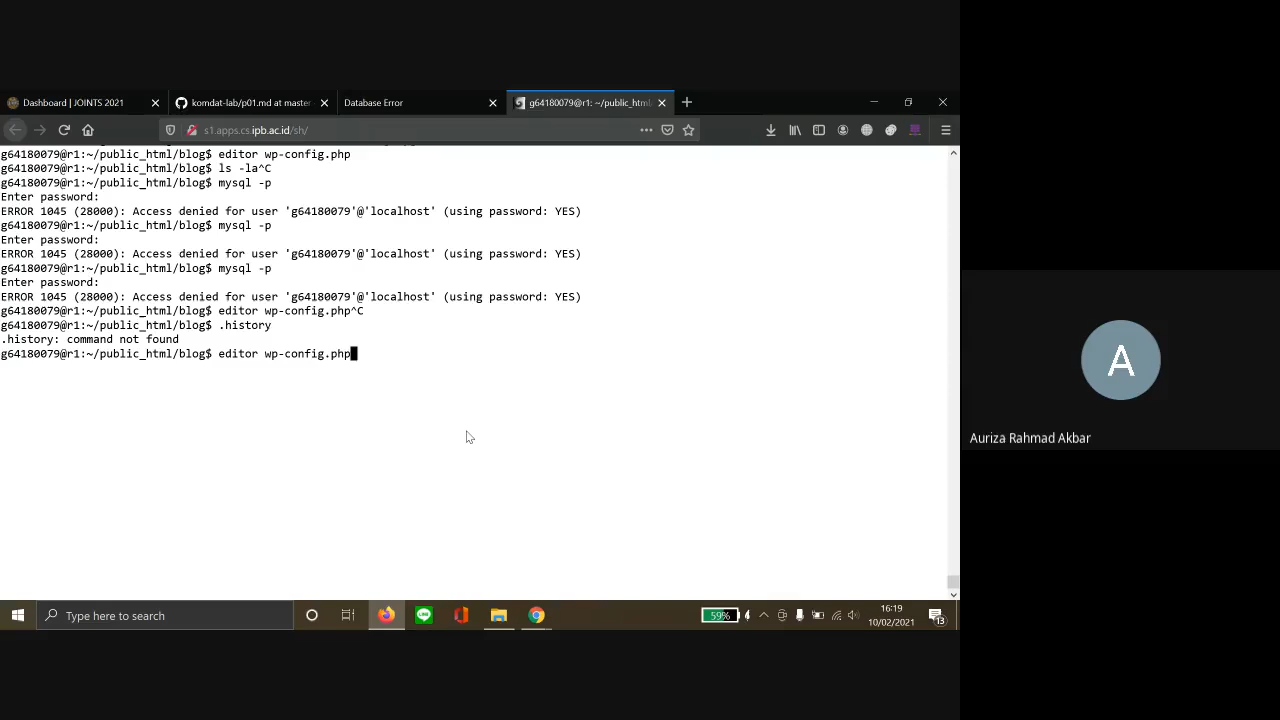 Dashboard | JOINTS 2021
komdat-lab/p01.md at master
Database Error
g64180079@r1: ~/public_html/
s1.apps.cs.ipb.ac.id/sh/
g64180079@r1:~/public_html/blog$ editor wp-config.php
g64180079@r1:~/public_html/blog$ ls -la^C
g64180079@r1:~/public_html/blog$ mysql -p
Enter password:
ERROR 1045 (28000): Access denied for user 'g64180079'@'localhost' (using password: YES)
g64180079@r1:~/public_html/blog$ mysql -p
Enter password:
ERROR 1045 (28000): Access denied for user 'g64180079'@'localhost' (using password: YES)
g64180079@r1:~/public_html/blog$ mysql -p
Enter password:
ERROR 1045 (28000): Access denied for user 'g64180079'@'localhost' (using password: YES)
g64180079@r1:~/public_html/blog$ editor wp-config.php^C
g64180079@r1:~/public_html/blog$ .history
.history: command not found
g64180079@r1:~/public_html/blog$ editor wp-config.php
A
Auriza Rahmad Akbar
Type here to search
59%
16:19
10/02/2021
13